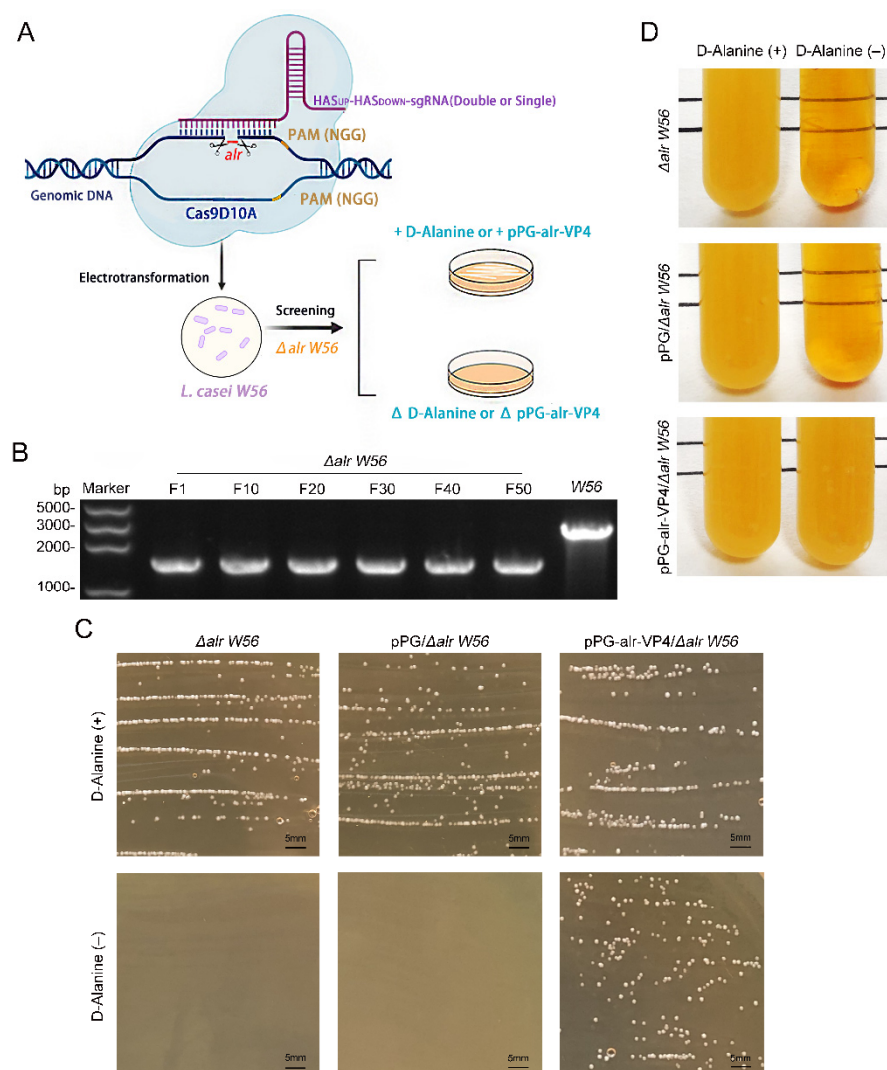 A
HASUP-HASDOWN-sgRNA(Double or Single)
PAM (NGG)
alr
Genomic DNA
PAM (NGG)
Cas9D10A
+ D-Alanine or + pPG-alr-VP4
Electrotransformation
Screening
Δ alr W56
L. casei W56
Δ D-Alanine or Δ pPG-alr-VP4
B
Δalr W56
bp Marker F1 F10 F20 F30 F40 F50 W56
5000-
3000-
2000-
1000-
C
Δalr W56 pPG/Δalr W56 pPG-alr-VP4/Δalr W56
D-Alanine (+)
5mm 5mm 5mm
D-Alanine (–)
5mm 5mm 5mm
D
D-Alanine (+) D-Alanine (–)
Δalr W56
pPG/Δalr W56
pPG-alr-VP4/Δalr W56